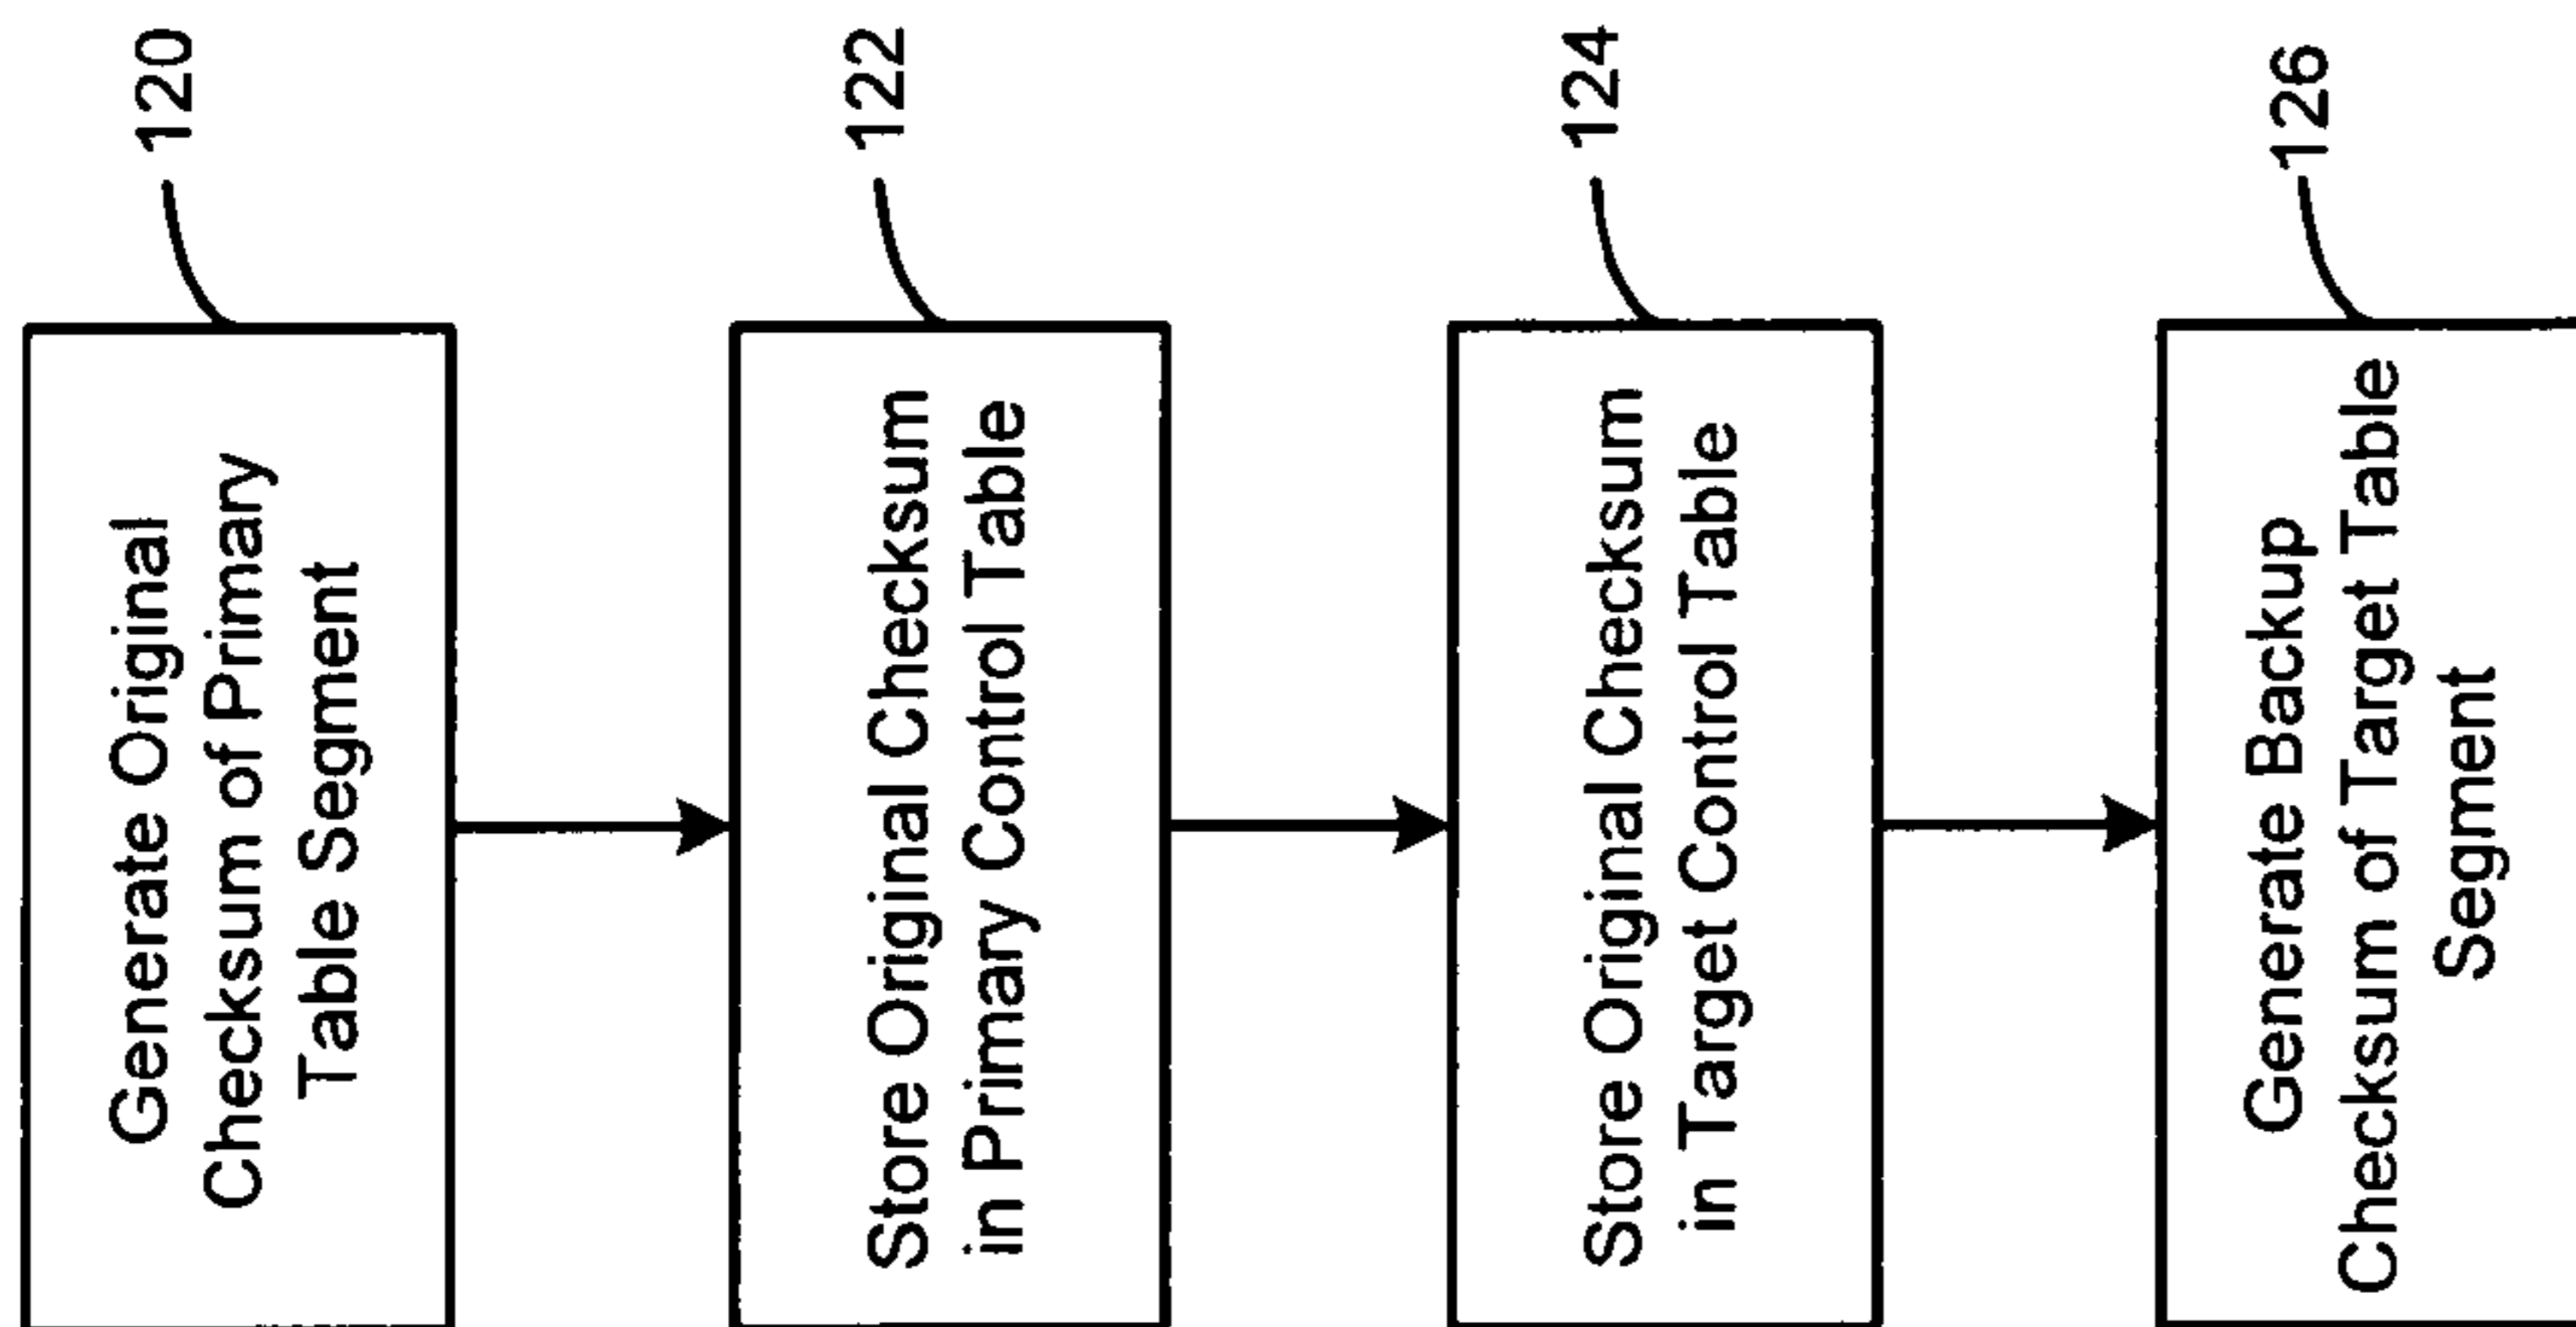 120
Generate Original
Checksum of Primary
Table Segment
122
Store Original Checksum
in Primary Control Table
124
Store Original Checksum
in Target Control Table
126
Generate Backup
Checksum of Target Table
Segment